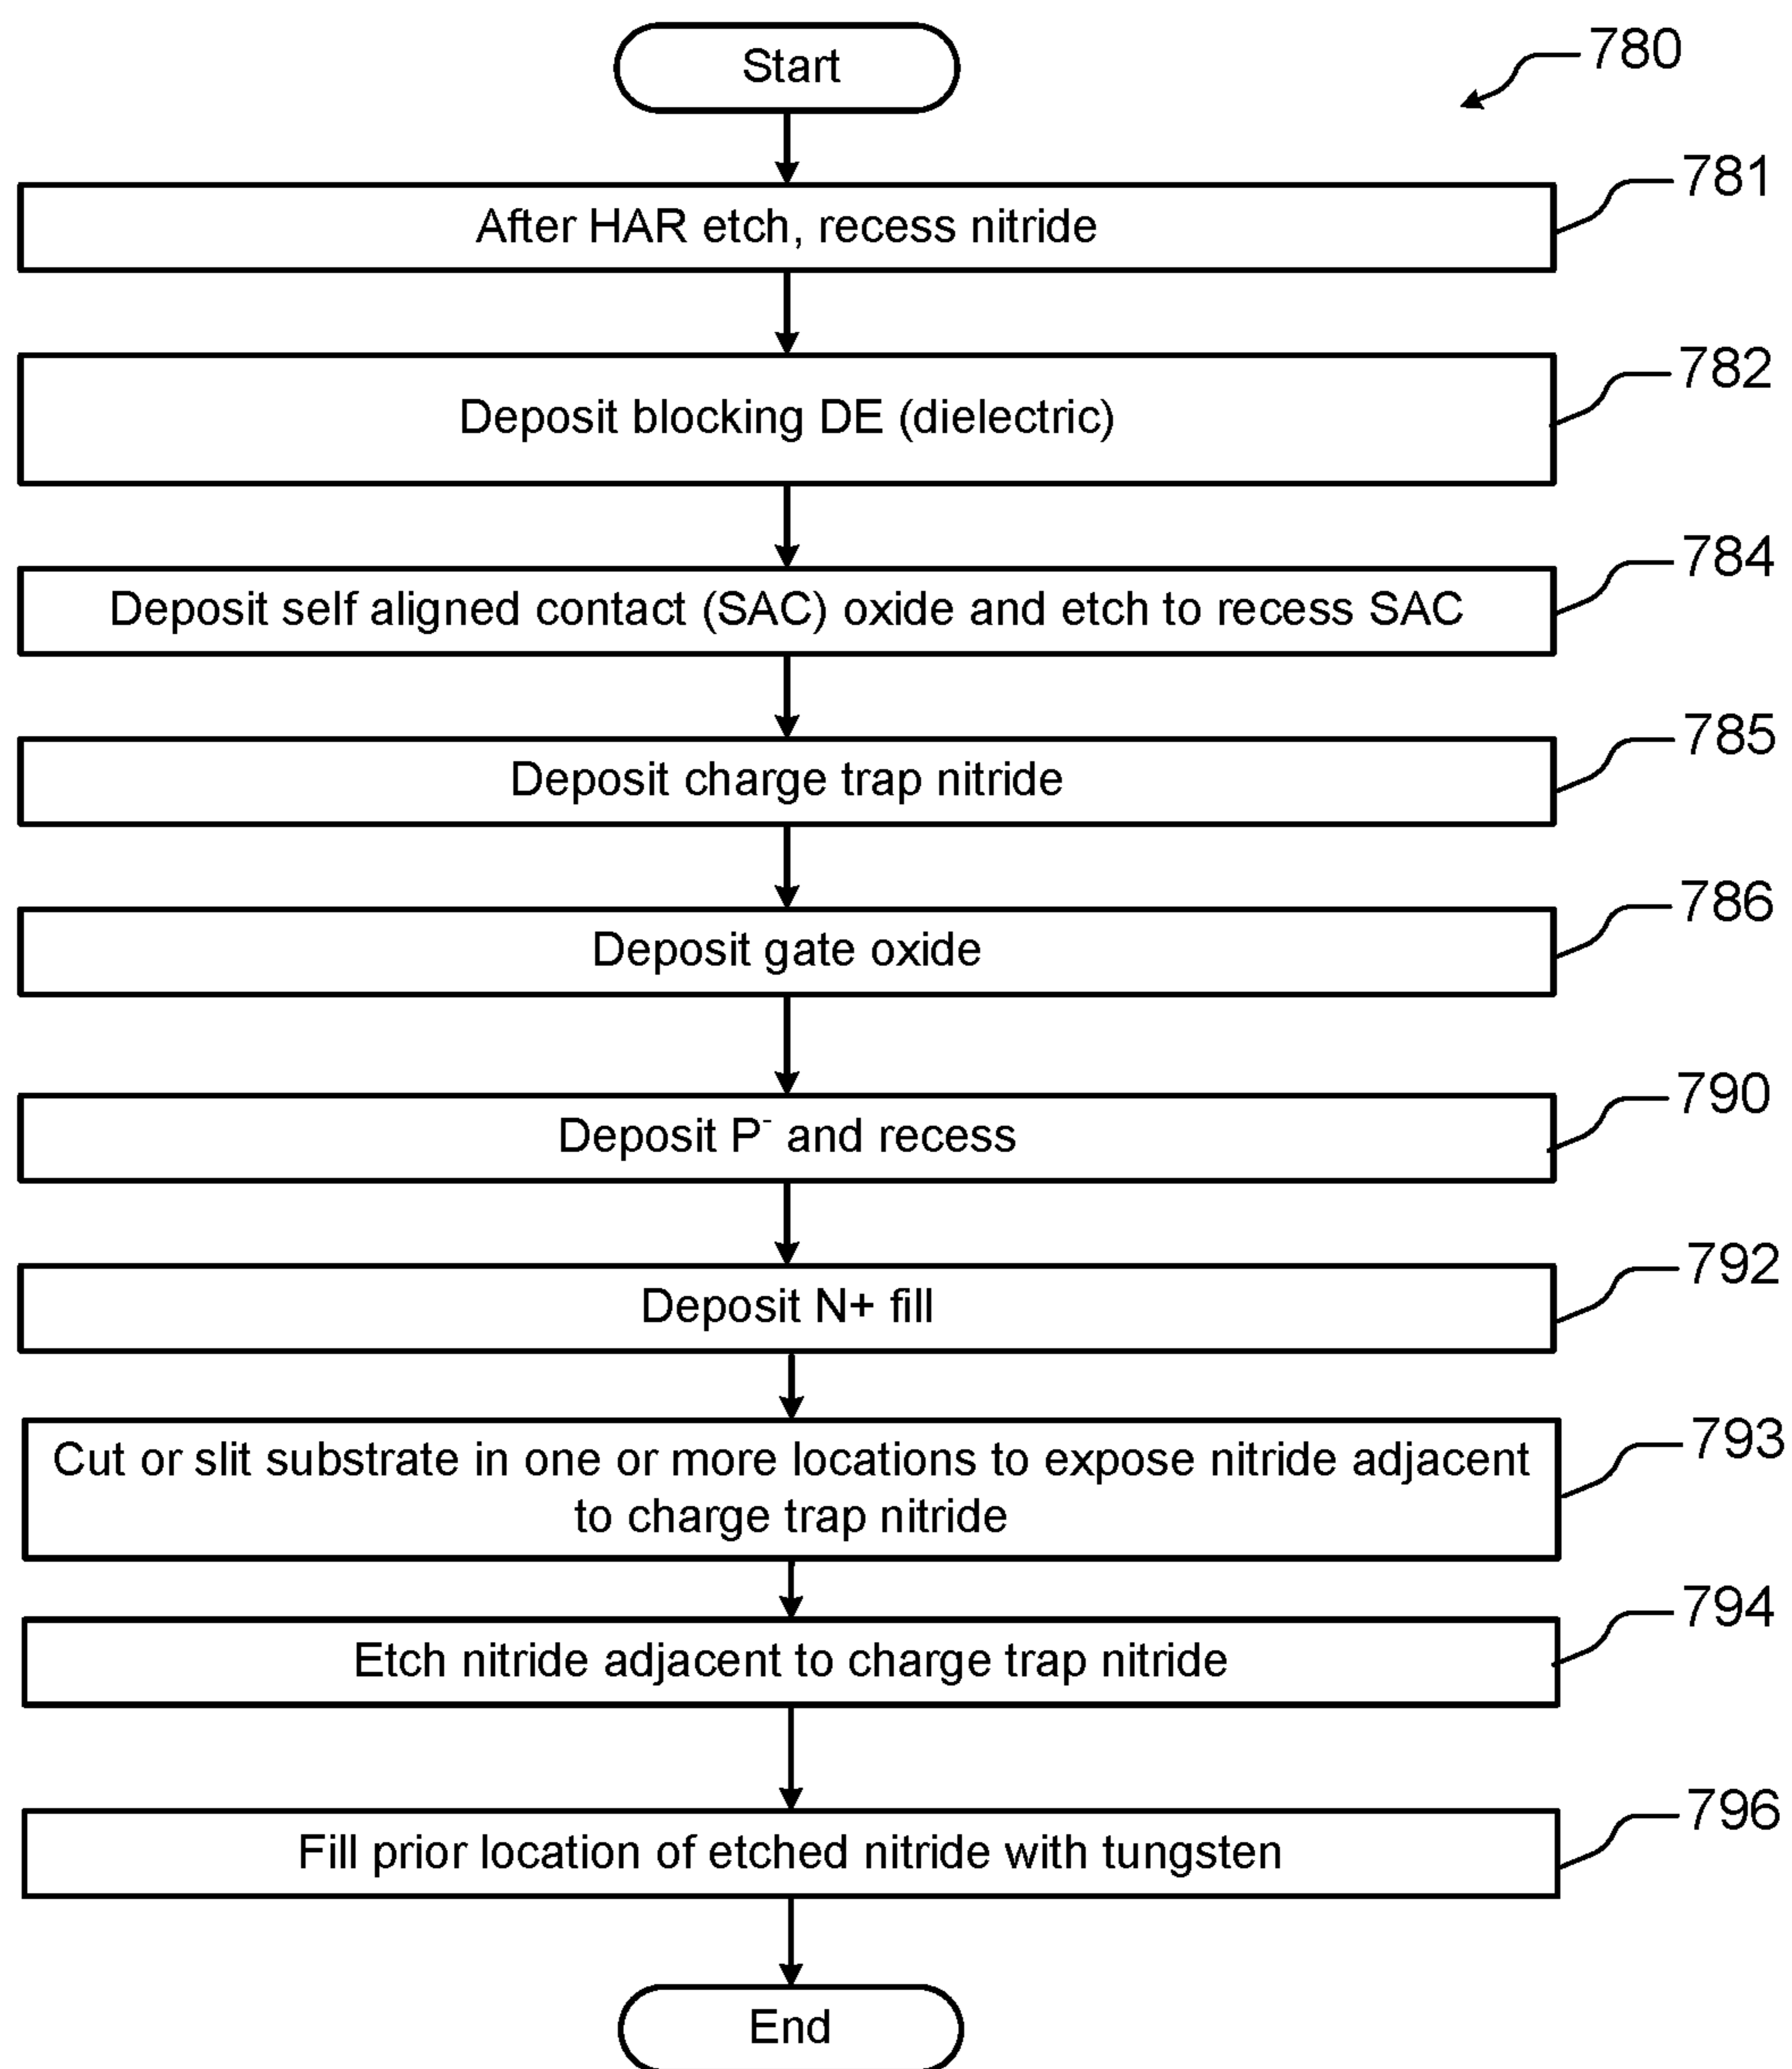 Start
780
After HAR etch, recess nitride
781
Deposit blocking DE (dielectric)
782
Deposit self aligned contact (SAC) oxide and etch to recess SAC
784
Deposit charge trap nitride
785
Deposit gate oxide
786
Deposit P⁻ and recess
790
Deposit N+ fill
792
Cut or slit substrate in one or more locations to expose nitride adjacent
to charge trap nitride
793
Etch nitride adjacent to charge trap nitride
794
Fill prior location of etched nitride with tungsten
796
End